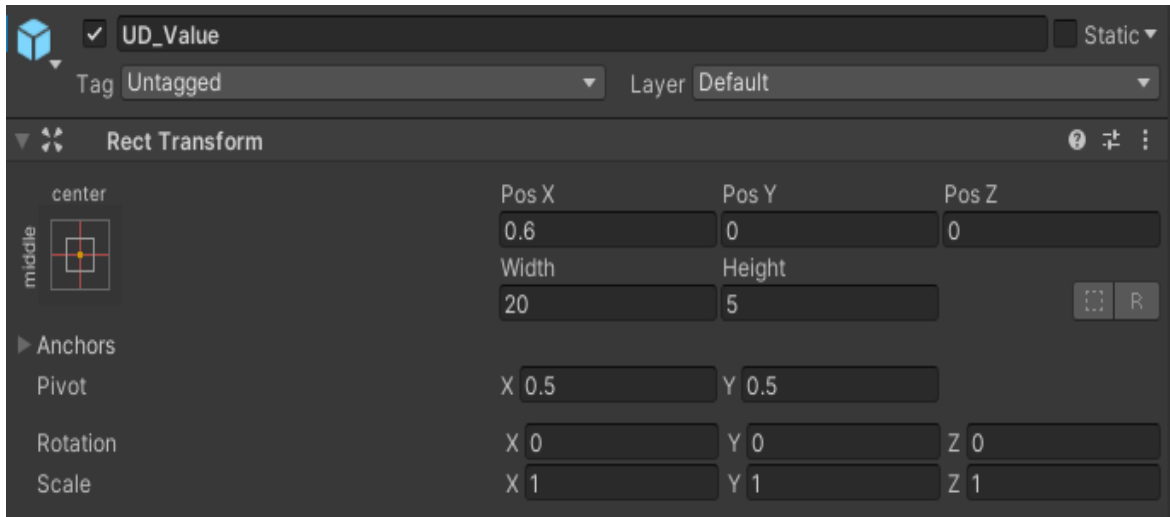 UD_Value Static
Tag Untagged Layer Default
Rect Transform
center
middle
Pos X Pos Y Pos Z
0.6 0 0
Width Height
20 5
R
Anchors
Pivot X 0.5 Y 0.5
Rotation X 0 Y 0 Z 0
Scale X 1 Y 1 Z 1